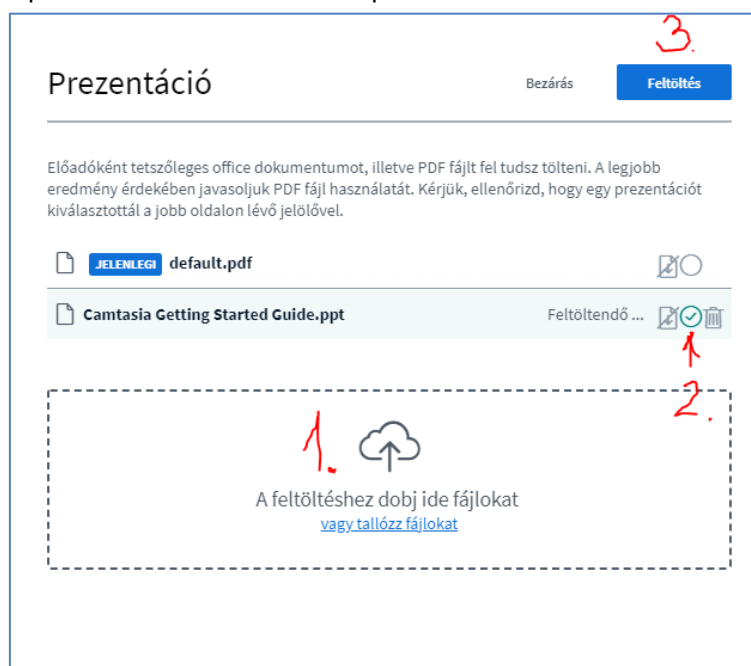 3.
Prezentáció
Bezárás
Feltöltés
Előadóként tetszőleges office dokumentumot, illetve PDF fájlt fel tudsz tölteni. A legjobb
eredmény érdekében javasoljuk PDF fájl használatát. Kérjük, ellenőrizd, hogy egy prezentációt
kiválasztottál a jobb oldalon lévő jelölővel.
JELENLEGI default.pdf
Camtasia Getting Started Guide.ppt Feltöltendő ...
2.
1.
A feltöltéshez dobj ide fájlokat
vagy tallózz fájlokat